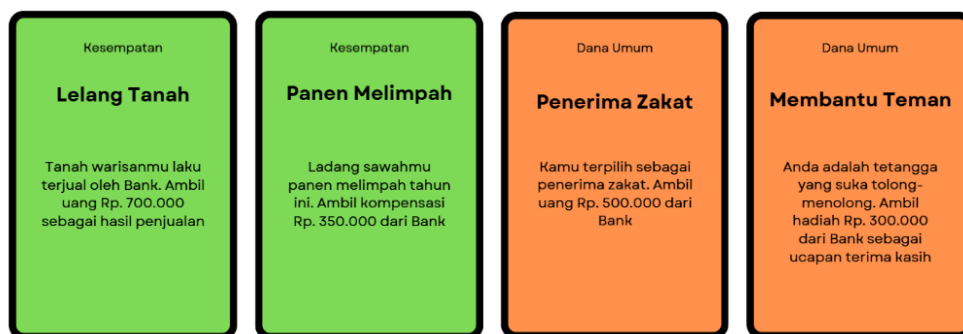 Kesempatan
Lelang Tanah
Tanah warisanmu laku
terjual oleh Bank. Ambil
uang Rp. 700.000
sebagai hasil penjualan
Kesempatan
Panen Melimpah
Ladang sawahmu
panen melimpah tahun
ini. Ambil kompensasi
Rp. 350.000 dari Bank
Dana Umum
Penerima Zakat
Kamu terpilih sebagai
penerima zakat. Ambil
uang Rp. 500.000 dari
Bank
Dana Umum
Membantu Teman
Anda adalah tetangga
yang suka tolong-
menolong. Ambil
hadiah Rp. 300.000
dari Bank sebagai
ucapan terima kasih